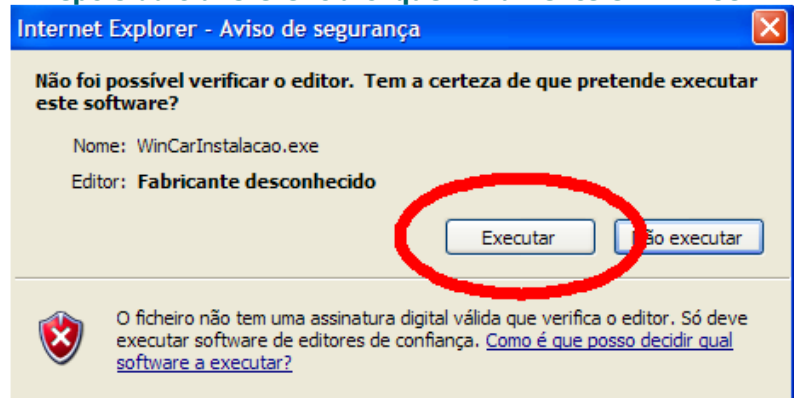 Internet Explorer - Aviso de segurança
Não foi possível verificar o editor. Tem a certeza de que pretende executar
este software?
Nome: WinCarInstalacao.exe
Editor: Fabricante desconhecido
Executar Não executar
O ficheiro não tem uma assinatura digital válida que verifica o editor. Só deve
executar software de editores de confiança. Como é que posso decidir qual
software a executar?